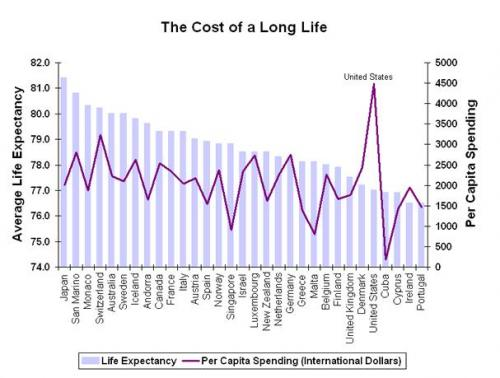 The Cost of a Long Life
Average Life Expectancy
82.0
81.0
80.0
79.0
78.0
77.0
76.0
75.0
74.0
United States
5000
4500
4000
3500
3000
2500
2000
1500
1000
500
0
Per Capita Spending
Japan
San Marino
Monaco
Switzerland
Australia
Sweden
Iceland
Andorra
Canada
France
Italy
Austria
Spain
Norway
Singapore
Israel
Luxembourg
New Zealand
Netherlands
Germany
Greece
Malta
Belgium
Finland
United Kingdom
Denmark
United States
Cuba
Cyprus
Ireland
Portugal
Life Expectancy
Per Capita Spending (International Dollars)